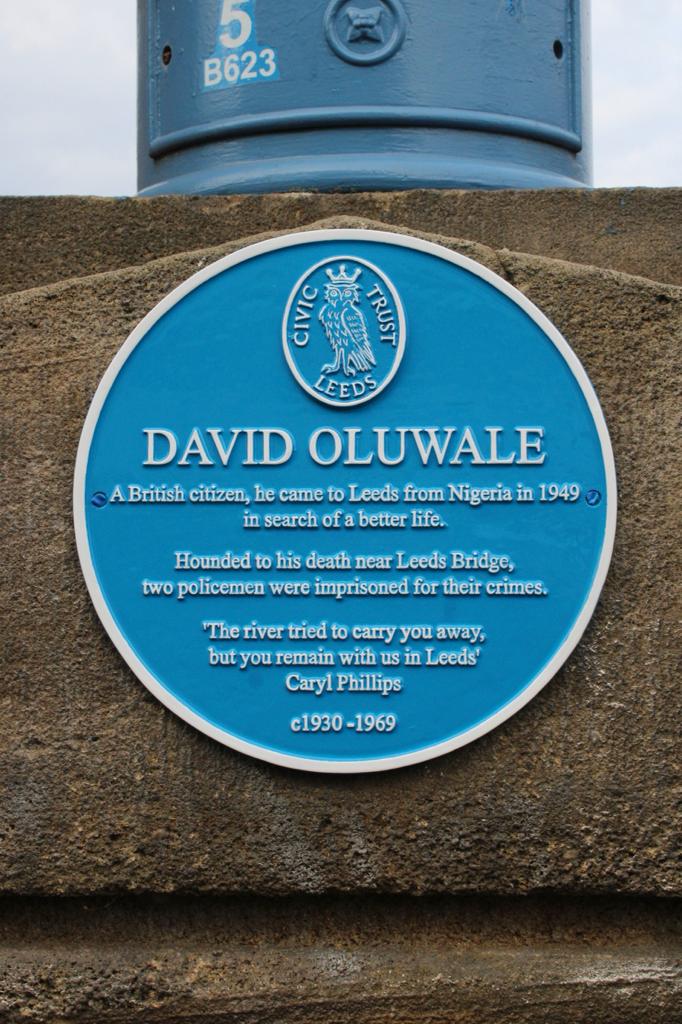 5
B623
CIVIC TRUST
LEEDS
DAVID OLUWALE
A British citizen, he came to Leeds from Nigeria in 1949
in search of a better life.
Hounded to his death near Leeds Bridge,
two policemen were imprisoned for their crimes.
'The river tried to carry you away,
but you remain with us in Leeds'
Caryl Phillips
c1930-1969